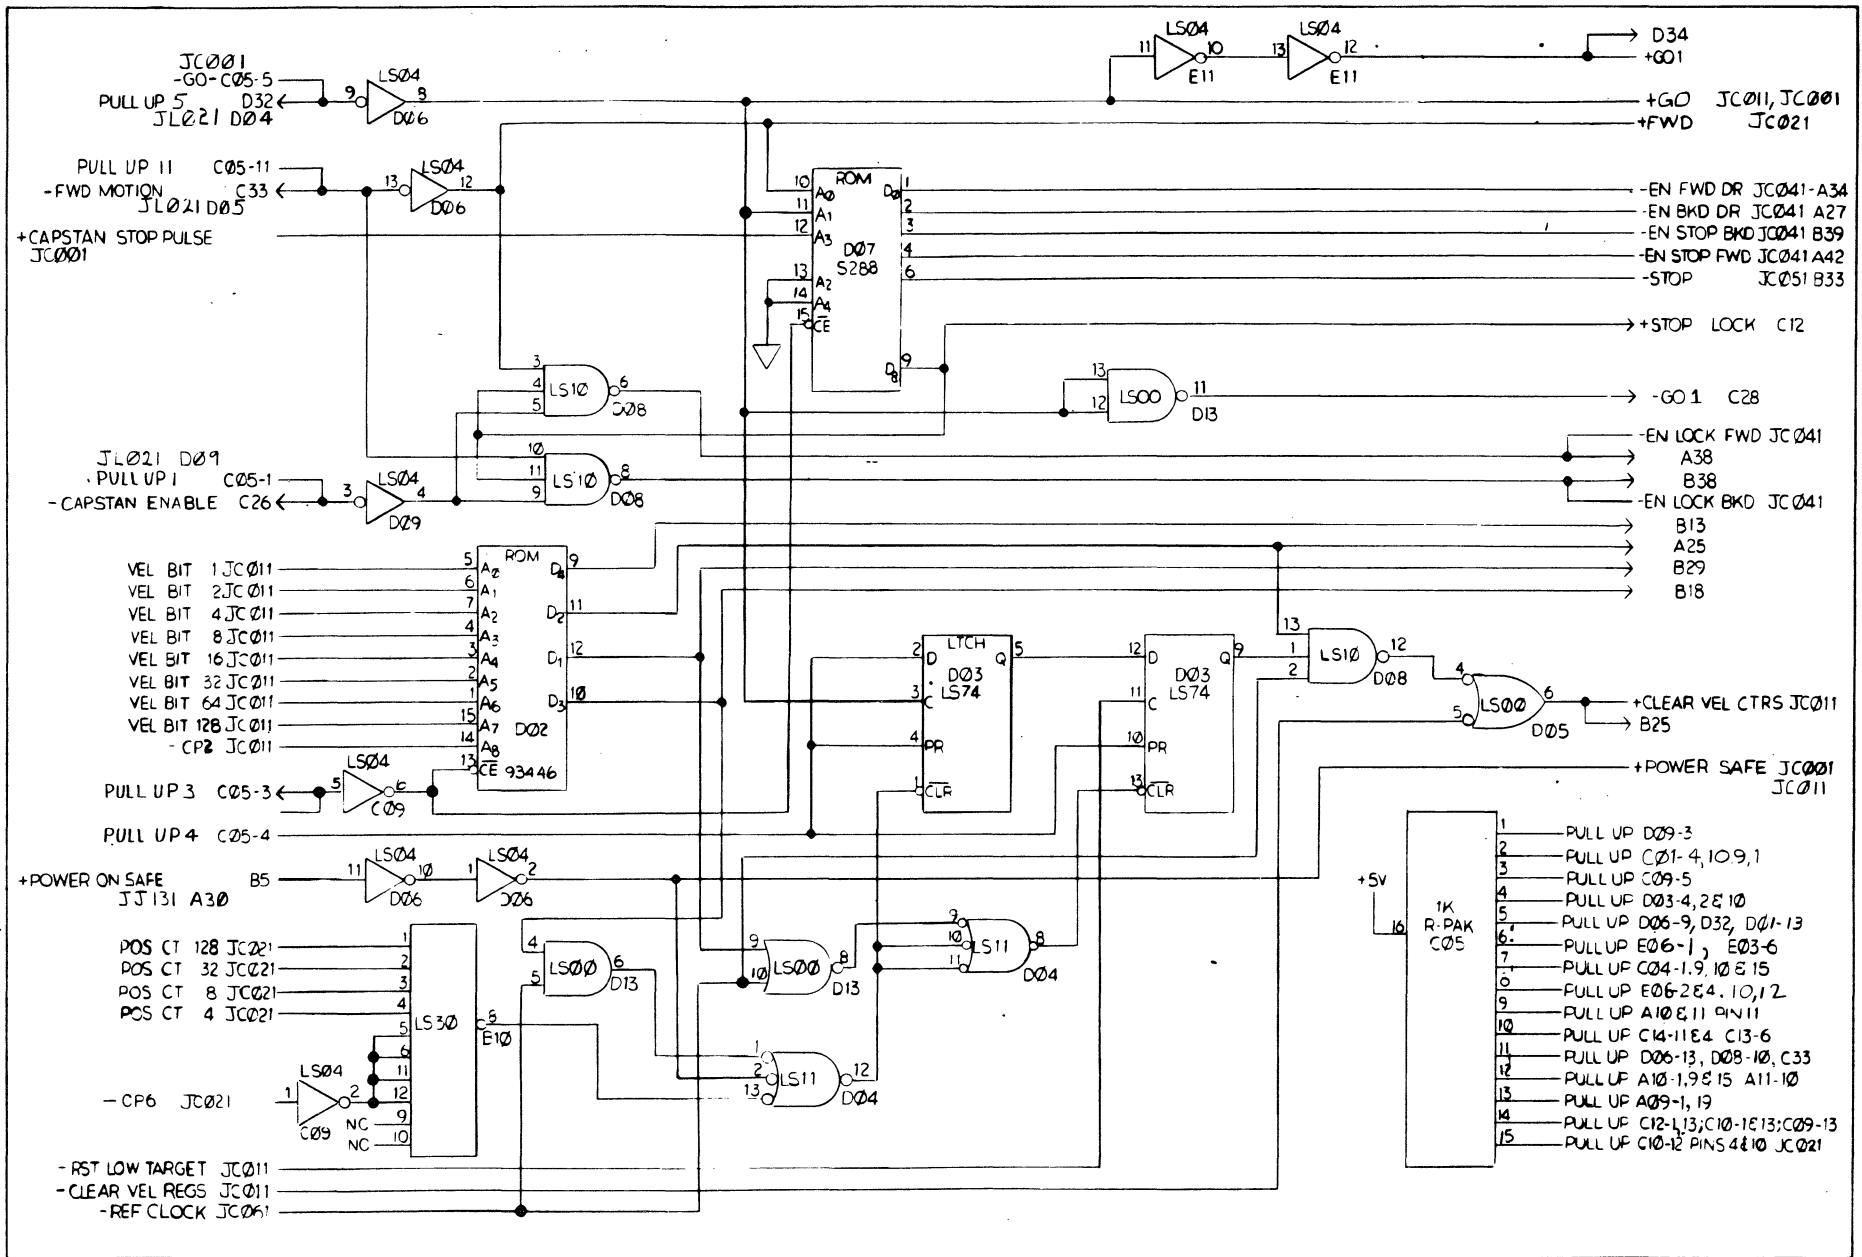 JC001
-GO-C05-5
PULL UP 5 D32
JL021 D04
9
LS04
8
D06
LS04
11
10
E11
LS04
13
12
E11
D34
+GO1
+GO JC011, JC001
+FWD JC021
PULL UP 11 C05-11
-FWD MOTION C33
JL021 D05
13
LS04
12
D06
+CAPSTAN STOP PULSE
JC001
ROM
10 A0 D0 1
11 A1 2
12 A3 3
D07
S288
4
13 A2 6
14 A4
15 CE
D8 9
-EN FWD DR JC041-A34
-EN BKD DR JC041 A27
-EN STOP BKD JC041 B39
-EN STOP FWD JC041 A42
-STOP JC051 B33
+STOP LOCK C12
3
4
5
LS10
6
D08
13
12
LS00
11
D13
-GO 1 C28
-EN LOCK FWD JC041
A38
B38
-EN LOCK BKD JC041
JL021 D09
PULL UP 1 C05-1
-CAPSTAN ENABLE C26
3
LS04
4
D09
10
11
9
LS10
8
D08
B13
A25
B29
B18
VEL BIT 1 JC011
VEL BIT 2 JC011
VEL BIT 4 JC011
VEL BIT 8 JC011
VEL BIT 16 JC011
VEL BIT 32 JC011
VEL BIT 64 JC011
VEL BIT 128 JC011
-CP2 JC011
ROM
5 A0 D4 9
6 A1
7 A2 D2 11
4 A3
3 A4 D1 12
2 A5
1 A6 D3 10
15 A7 D02
14 A8
13 CE 93446
PULL UP 3 C05-3
5
LS04
6
C09
PULL UP 4 C05-4
LTCH
2 D Q 5
D03
LS74
3 C
4 PR
1 CLR
12 D Q 9
D03
LS74
11 C
10 PR
13 CLR
13
1
2
LS10
12
D08
4
5
LS00
6
D05
+CLEAR VEL CTRS JC011
B25
+POWER SAFE JC001
JC011
+POWER ON SAFE B5
JJ131 A30
11
LS04
10
D06
1
LS04
2
D06
POS CT 128 JC021
POS CT 32 JC021
POS CT 8 JC021
POS CT 4 JC021
1
2
3
4
5
6
11
12
9
10
LS30
8
E10
-CP6 JC021
1
LS04
2
C09
NC
NC
4
5
LS00
6
D13
9
10
LS00
8
D13
9
10
11
LS11
8
D04
1
2
13
LS11
12
D04
-RST LOW TARGET JC011
-CLEAR VEL REGS JC011
-REF CLOCK JC061
+5V
16
1K
R-PAK
C05
1 PULL UP D09-3
2 PULL UP C01-4,10.9,1
3 PULL UP C09-5
4 PULL UP D03-4,2&10
5 PULL UP D06-9, D32, D01-13
6 PULL UP E06-1, E03-6
7 PULL UP C04-1.9, 10 & 15
PULL UP E06-2&4. 10,12
9 PULL UP A10 & 11 PIN 11
10 PULL UP C14-11&4 C13-6
11 PULL UP D06-13, D08-10, C33
12 PULL UP A10-1,9&15 A11-10
13 PULL UP A09-1, 19
14 PULL UP C12-1,13;C10-1&13;C09-13
15 PULL UP C10-12 PINS 4&10 JC021